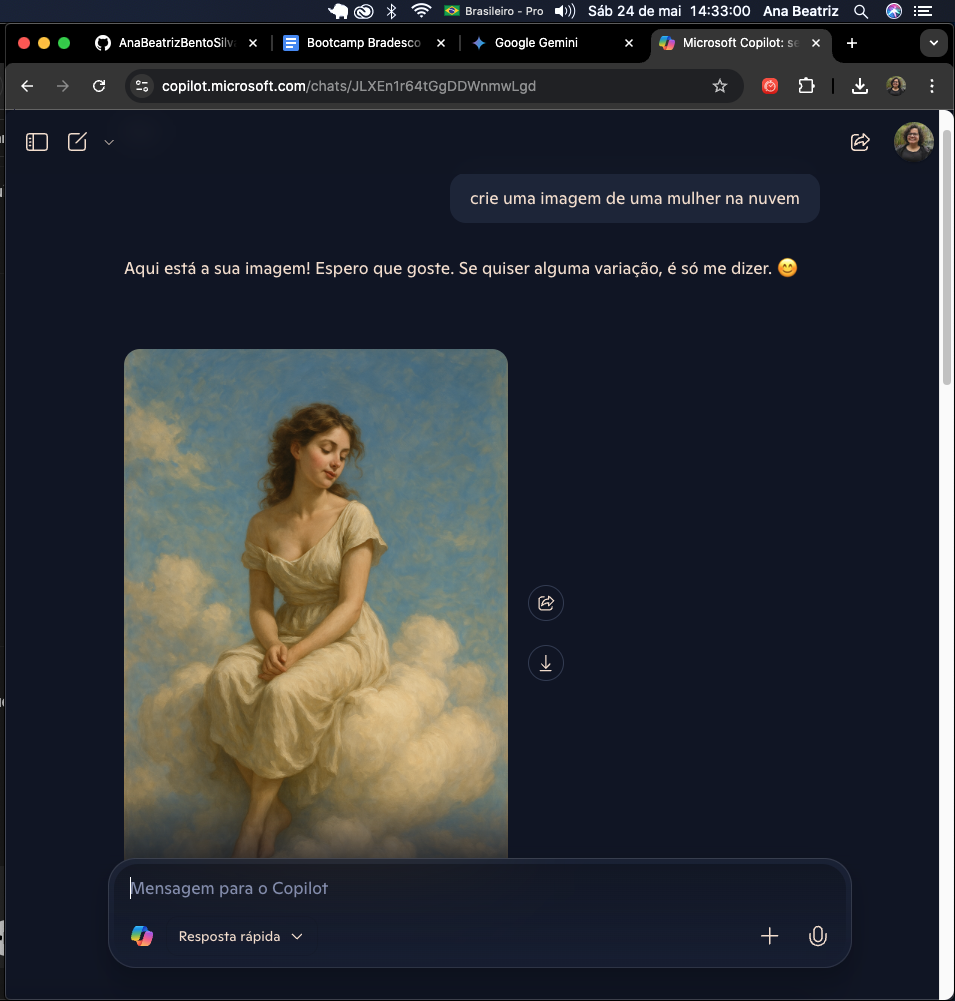 Brasileiro - Pro Sáb 24 de mai 14:33:00 Ana Beatriz
AnaBeatrizBentoSilv Bootcamp Bradesco Google Gemini Microsoft Copilot: se
copilot.microsoft.com/chats/JLXEn1r64tGgDDWnmwLgd
crie uma imagem de uma mulher na nuvem
Aqui está a sua imagem! Espero que goste. Se quiser alguma variação, é só me dizer. 😊
Mensagem para o Copilot
Resposta rápida